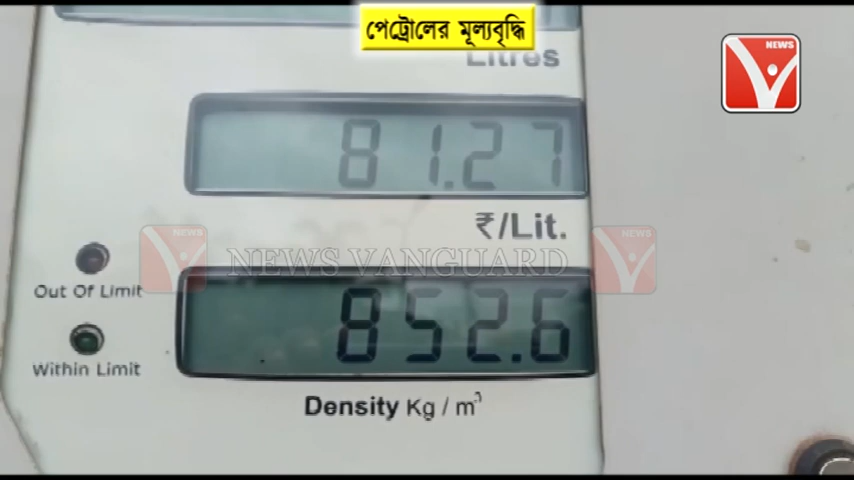 পেট্রোলের মূল্যবৃদ্ধি
NEWS
Litres
81.27
₹/Lit.
NEWS NEWS VANGUARD NEWS
Out Of Limit
852.6
Within Limit
Density Kg / m³